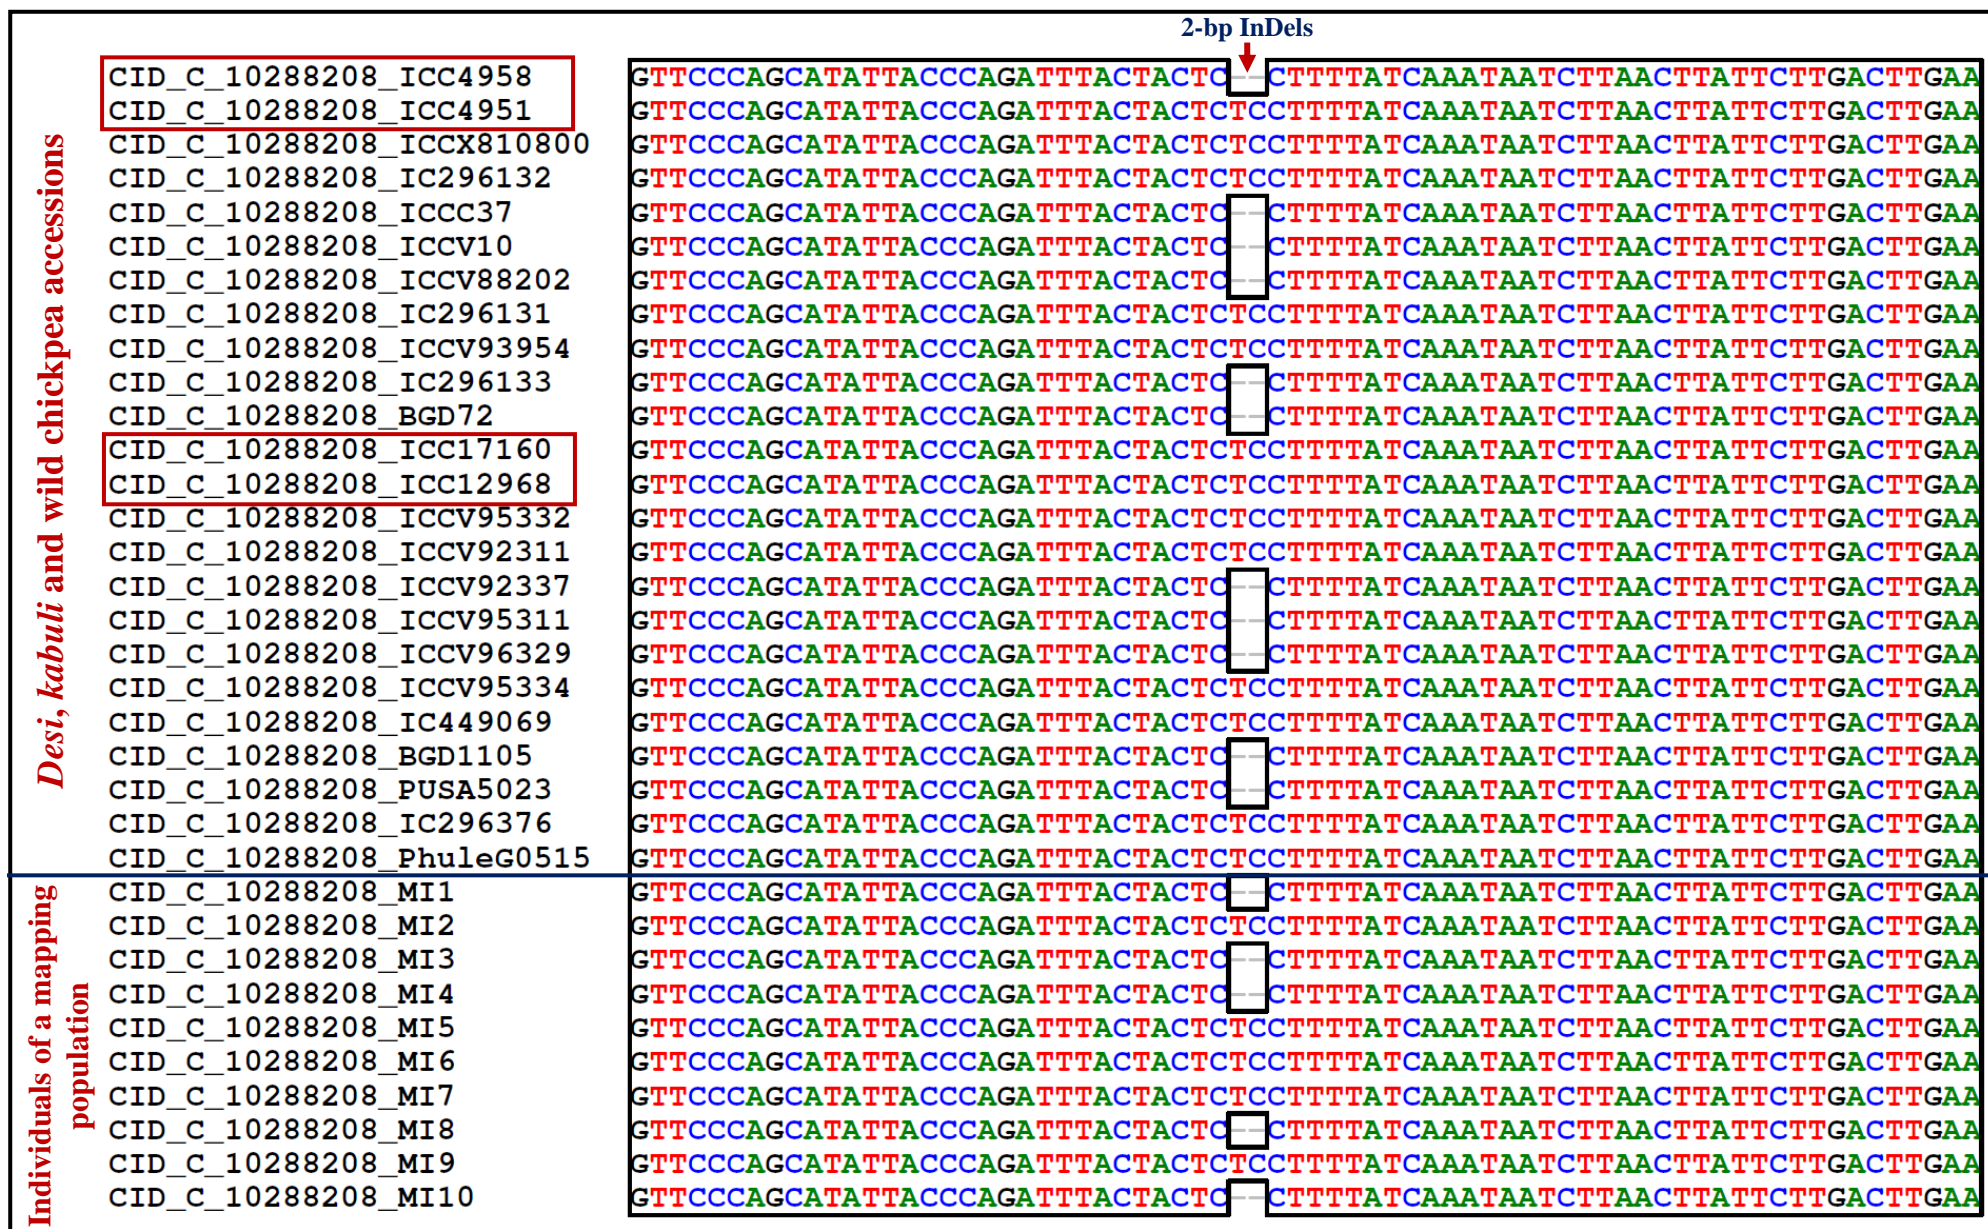 2-bp InDels
Desi, kabuli and wild chickpea accessions
CID_C_10288208_ICC4958 GTTCCCAGCATATTACCCAGATTTACTACTC--CTTTTATCAAATAATCTTAACTTATTCTTGACTTGAA
CID_C_10288208_ICC4951 GTTCCCAGCATATTACCCAGATTTACTACTCTCCTTTTATCAAATAATCTTAACTTATTCTTGACTTGAA
CID_C_10288208_ICCX810800 GTTCCCAGCATATTACCCAGATTTACTACTCTCCTTTTATCAAATAATCTTAACTTATTCTTGACTTGAA
CID_C_10288208_IC296132 GTTCCCAGCATATTACCCAGATTTACTACTCTCCTTTTATCAAATAATCTTAACTTATTCTTGACTTGAA
CID_C_10288208_ICCC37 GTTCCCAGCATATTACCCAGATTTACTACTC--CTTTTATCAAATAATCTTAACTTATTCTTGACTTGAA
CID_C_10288208_ICCV10 GTTCCCAGCATATTACCCAGATTTACTACTC--CTTTTATCAAATAATCTTAACTTATTCTTGACTTGAA
CID_C_10288208_ICCV88202 GTTCCCAGCATATTACCCAGATTTACTACTC--CTTTTATCAAATAATCTTAACTTATTCTTGACTTGAA
CID_C_10288208_IC296131 GTTCCCAGCATATTACCCAGATTTACTACTCTCCTTTTATCAAATAATCTTAACTTATTCTTGACTTGAA
CID_C_10288208_ICCV93954 GTTCCCAGCATATTACCCAGATTTACTACTCTCCTTTTATCAAATAATCTTAACTTATTCTTGACTTGAA
CID_C_10288208_IC296133 GTTCCCAGCATATTACCCAGATTTACTACTC--CTTTTATCAAATAATCTTAACTTATTCTTGACTTGAA
CID_C_10288208_BGD72 GTTCCCAGCATATTACCCAGATTTACTACTC--CTTTTATCAAATAATCTTAACTTATTCTTGACTTGAA
CID_C_10288208_ICC17160 GTTCCCAGCATATTACCCAGATTTACTACTCTCCTTTTATCAAATAATCTTAACTTATTCTTGACTTGAA
CID_C_10288208_ICC12968 GTTCCCAGCATATTACCCAGATTTACTACTCTCCTTTTATCAAATAATCTTAACTTATTCTTGACTTGAA
CID_C_10288208_ICCV95332 GTTCCCAGCATATTACCCAGATTTACTACTCTCCTTTTATCAAATAATCTTAACTTATTCTTGACTTGAA
CID_C_10288208_ICCV92311 GTTCCCAGCATATTACCCAGATTTACTACTCTCCTTTTATCAAATAATCTTAACTTATTCTTGACTTGAA
CID_C_10288208_ICCV92337 GTTCCCAGCATATTACCCAGATTTACTACTC--CTTTTATCAAATAATCTTAACTTATTCTTGACTTGAA
CID_C_10288208_ICCV95311 GTTCCCAGCATATTACCCAGATTTACTACTC--CTTTTATCAAATAATCTTAACTTATTCTTGACTTGAA
CID_C_10288208_ICCV96329 GTTCCCAGCATATTACCCAGATTTACTACTC--CTTTTATCAAATAATCTTAACTTATTCTTGACTTGAA
CID_C_10288208_ICCV95334 GTTCCCAGCATATTACCCAGATTTACTACTCTCCTTTTATCAAATAATCTTAACTTATTCTTGACTTGAA
CID_C_10288208_IC449069 GTTCCCAGCATATTACCCAGATTTACTACTCTCCTTTTATCAAATAATCTTAACTTATTCTTGACTTGAA
CID_C_10288208_BGD1105 GTTCCCAGCATATTACCCAGATTTACTACTC--CTTTTATCAAATAATCTTAACTTATTCTTGACTTGAA
CID_C_10288208_PUSA5023 GTTCCCAGCATATTACCCAGATTTACTACTC--CTTTTATCAAATAATCTTAACTTATTCTTGACTTGAA
CID_C_10288208_IC296376 GTTCCCAGCATATTACCCAGATTTACTACTCTCCTTTTATCAAATAATCTTAACTTATTCTTGACTTGAA
CID_C_10288208_PhuleG0515 GTTCCCAGCATATTACCCAGATTTACTACTCTCCTTTTATCAAATAATCTTAACTTATTCTTGACTTGAA
Individuals of a mapping
population
CID_C_10288208_MI1 GTTCCCAGCATATTACCCAGATTTACTACTC--CTTTTATCAAATAATCTTAACTTATTCTTGACTTGAA
CID_C_10288208_MI2 GTTCCCAGCATATTACCCAGATTTACTACTCTCCTTTTATCAAATAATCTTAACTTATTCTTGACTTGAA
CID_C_10288208_MI3 GTTCCCAGCATATTACCCAGATTTACTACTC--CTTTTATCAAATAATCTTAACTTATTCTTGACTTGAA
CID_C_10288208_MI4 GTTCCCAGCATATTACCCAGATTTACTACTC--CTTTTATCAAATAATCTTAACTTATTCTTGACTTGAA
CID_C_10288208_MI5 GTTCCCAGCATATTACCCAGATTTACTACTCTCCTTTTATCAAATAATCTTAACTTATTCTTGACTTGAA
CID_C_10288208_MI6 GTTCCCAGCATATTACCCAGATTTACTACTCTCCTTTTATCAAATAATCTTAACTTATTCTTGACTTGAA
CID_C_10288208_MI7 GTTCCCAGCATATTACCCAGATTTACTACTCTCCTTTTATCAAATAATCTTAACTTATTCTTGACTTGAA
CID_C_10288208_MI8 GTTCCCAGCATATTACCCAGATTTACTACTC--CTTTTATCAAATAATCTTAACTTATTCTTGACTTGAA
CID_C_10288208_MI9 GTTCCCAGCATATTACCCAGATTTACTACTCTCCTTTTATCAAATAATCTTAACTTATTCTTGACTTGAA
CID_C_10288208_MI10 GTTCCCAGCATATTACCCAGATTTACTACTC--CTTTTATCAAATAATCTTAACTTATTCTTGACTTGAA